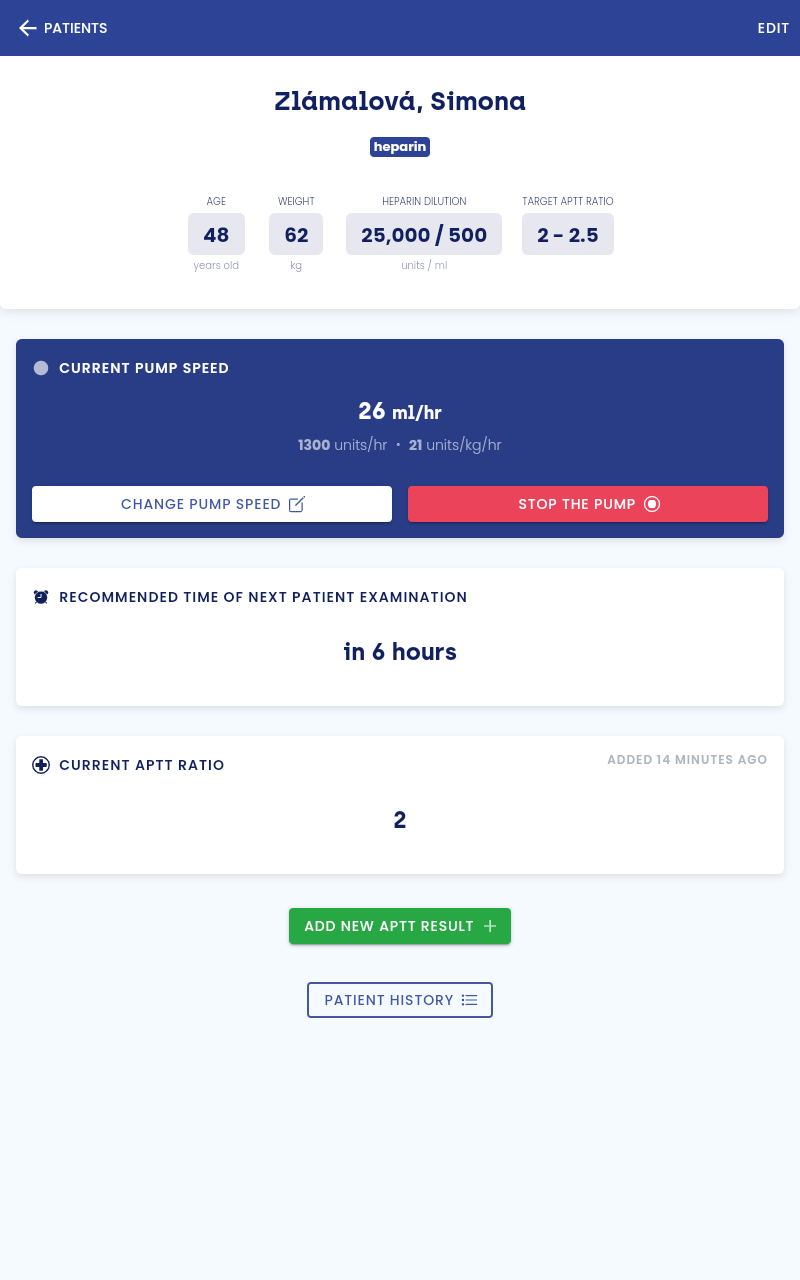 PATIENTS
EDIT
Zlámalová, Simona
heparin
AGE
WEIGHT
HEPARIN DILUTION
TARGET APTT RATIO
48
62
25,000 / 500
2 – 2.5
years old
kg
units / ml
CURRENT PUMP SPEED
26 ml/hr
1300 units/hr • 21 units/kg/hr
CHANGE PUMP SPEED
STOP THE PUMP
RECOMMENDED TIME OF NEXT PATIENT EXAMINATION
in 6 hours
CURRENT APTT RATIO
ADDED 14 MINUTES AGO
2
ADD NEW APTT RESULT
PATIENT HISTORY